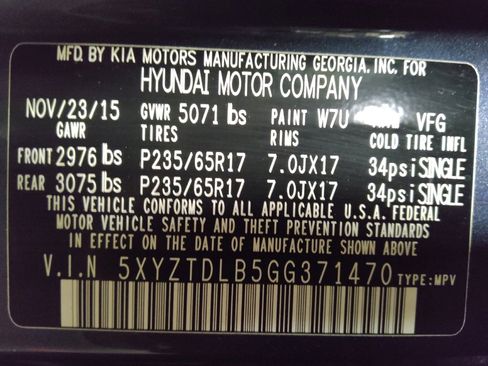 MFD. BY KIA MOTORS MANUFACTURING GEORGIA, INC. FOR
HYUNDAI MOTOR COMPANY
NOV/23/15 GVWR 5071 lbs PAINT W7U VFG
GAWR TIRES RIMS COLD TIRE INFL
FRONT 2976 lbs P235/65R17 7.0JX17 34psi SINGLE
REAR 3075 lbs P235/65R17 7.0JX17 34psi SINGLE
THIS VEHICLE CONFORMS TO ALL APPLICABLE U.S.A. FEDERAL
MOTOR VEHICLE SAFETY AND THEFT PREVENTION STANDARDS
IN EFFECT ON THE DATE OF MANUFACTURE SHOWN ABOVE.
V.I.N 5XYZTDLB5GG371470 TYPE:MPV